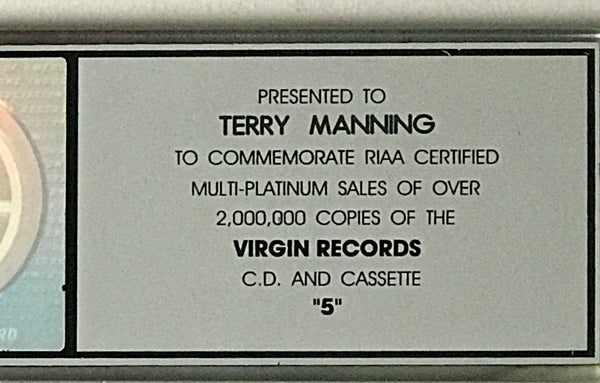 PRESENTED TO
TERRY MANNING
TO COMMEMORATE RIAA CERTIFIED
MULTI-PLATINUM SALES OF OVER
2,000,000 COPIES OF THE
VIRGIN RECORDS
C.D. AND CASSETTE
"5"